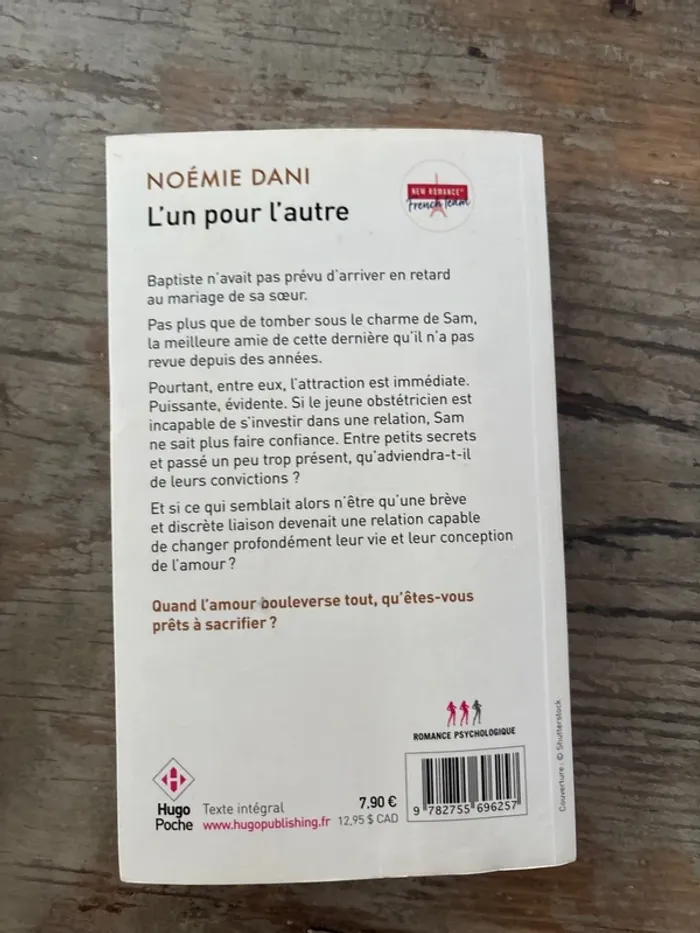 NOÉMIE DANI
L'un pour l'autre
NEW ROMANCE®
French Team
Baptiste n'avait pas prévu d'arriver en retard
au mariage de sa sœur.
Pas plus que de tomber sous le charme de Sam,
la meilleure amie de cette dernière qu'il n'a pas
revue depuis des années.
Pourtant, entre eux, l'attraction est immédiate.
Puissante, évidente. Si le jeune obstétricien est
incapable de s'investir dans une relation, Sam
ne sait plus faire confiance. Entre petits secrets
et passé un peu trop présent, qu'adviendra-t-il
de leurs convictions ?
Et si ce qui semblait alors n'être qu'une brève
et discrète liaison devenait une relation capable
de changer profondément leur vie et leur conception
de l'amour ?
Quand l'amour bouleverse tout, qu'êtes-vous
prêts à sacrifier ?
ROMANCE PSYCHOLOGIQUE
Hugo
Poche
Texte intégral
www.hugopublishing.fr
7.90 €
12,95 $ CAD
9 782755 696257
Couverture : © Shutterstock